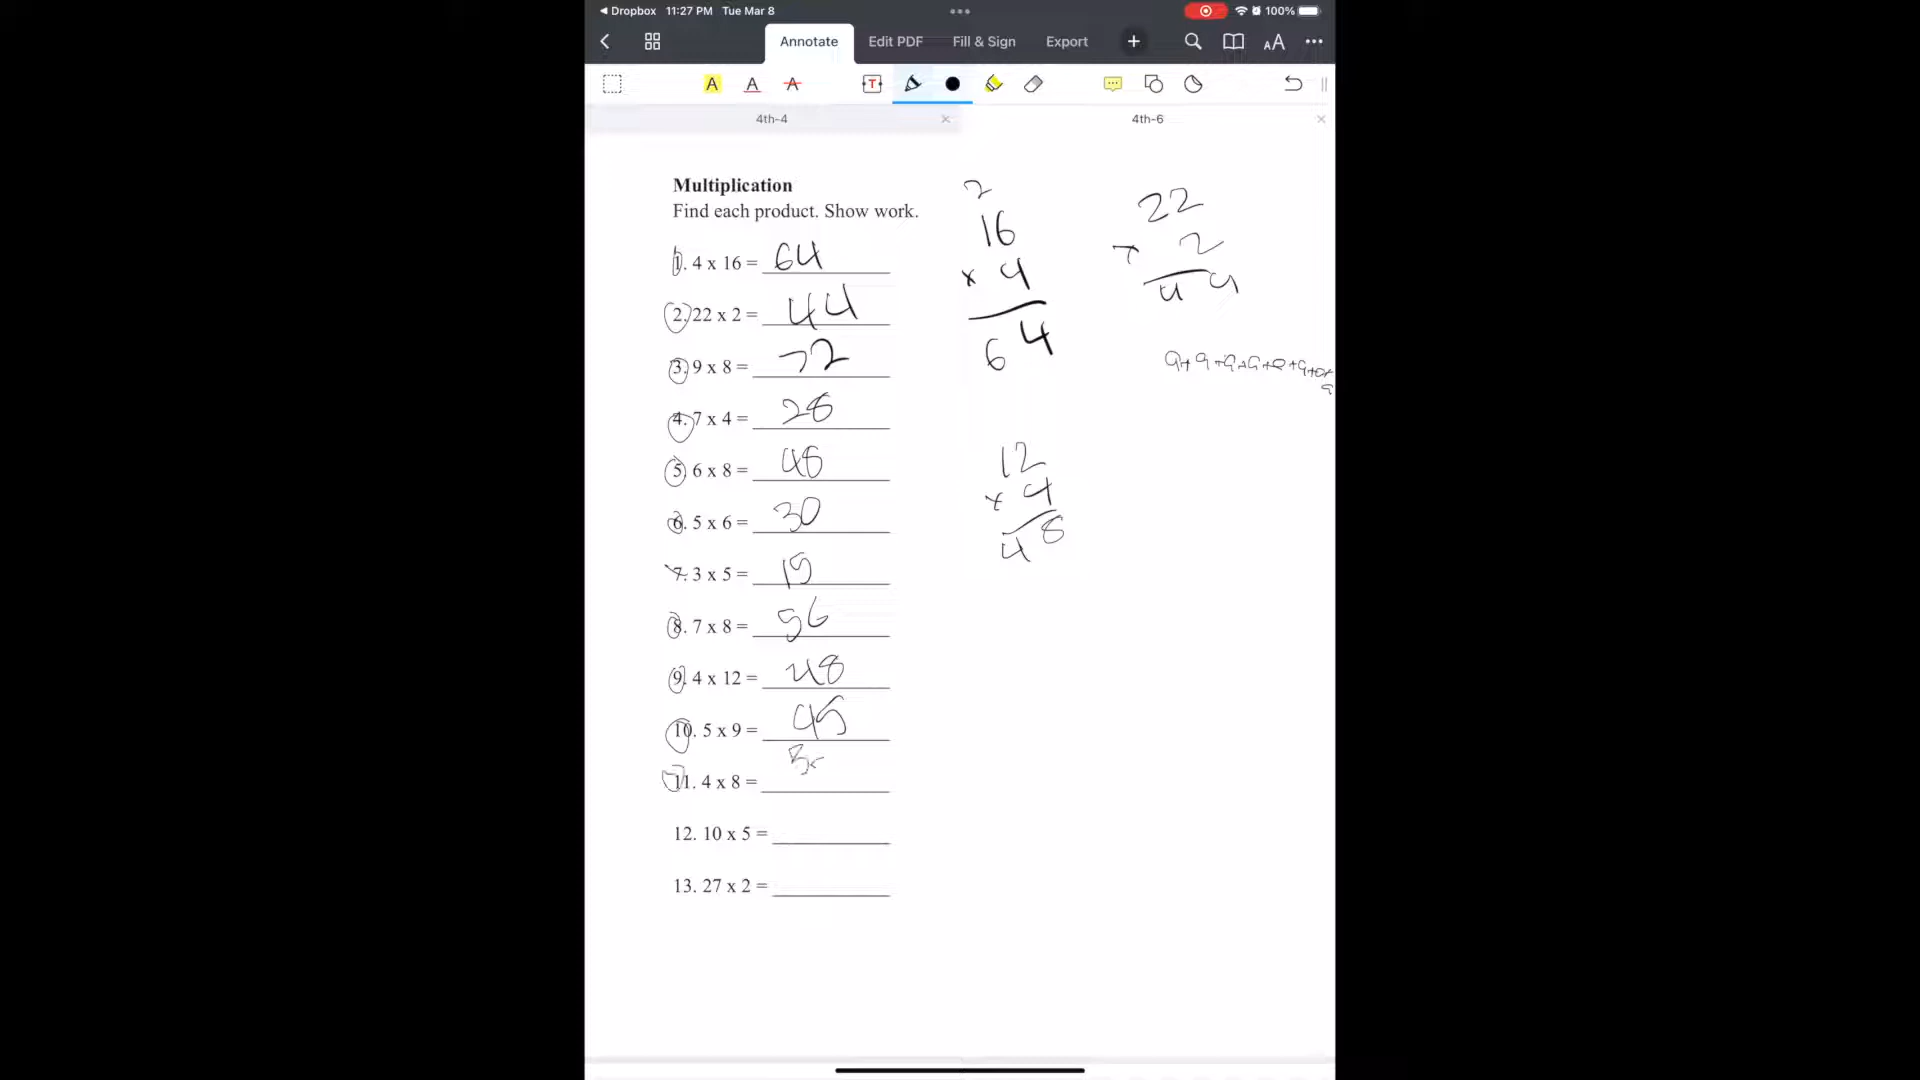 Dropbox 11:27 PM Tue Mar 8 100%
Annotate Edit PDF Fill & Sign Export
4th-4 4th-6
Multiplication
Find each product. Show work.
1. 4 x 16 = 64
2. 22 x 2 = 44
3. 9 x 8 = 72
4. 7 x 4 = 28
5. 6 x 8 = 48
6. 5 x 6 = 30
7. 3 x 5 = 15
8. 7 x 8 = 56
9. 4 x 12 = 48
10. 5 x 9 = 45
11. 4 x 8 =
12. 10 x 5 =
13. 27 x 2 =
2
16
x 4
64
22
x 2
44
12
x 4
48